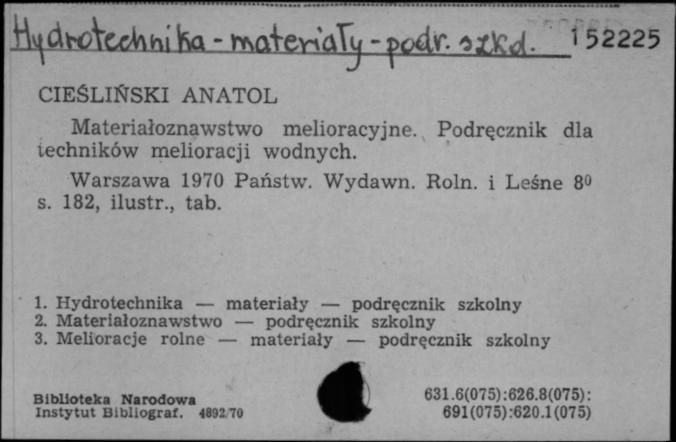 Hydrotechnika - materiały - podr. szkol. 152225
CIEŚLIŃSKI ANATOL
Materiałoznawstwo melioracyjne. Podręcznik dla
techników melioracji wodnych.
Warszawa 1970 Państw. Wydawn. Roln. i Leśne 8⁰
s. 182, ilustr., tab.
1. Hydrotechnika — materiały — podręcznik szkolny
2. Materiałoznawstwo — podręcznik szkolny
3. Melioracje rolne — materiały — podręcznik szkolny
Biblioteka Narodowa
Instytut Bibliograf. 4892/70
631.6(075):626.8(075):
691(075):620.1(075)